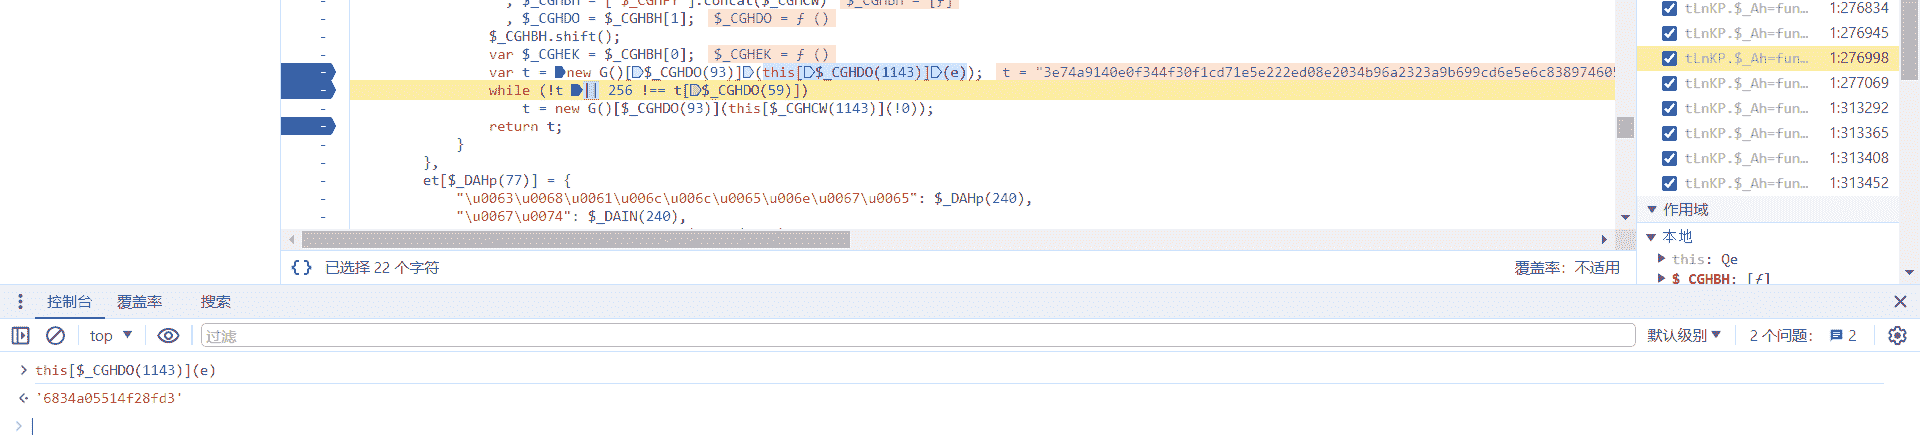 , $_CGHDO = $_CGHBH[1];  $_CGHDO = ƒ ()
$_CGHBH.shift();
var $_CGHEK = $_CGHBH[0];  $_CGHEK = ƒ ()
var t = new G()[$_CGHDO(93)](this[$_CGHDO(1143)](e));  t = "3e74a9140e0f344f30f1cd71e5e222ed08e2034b96a2323a9b699cd6e5e6c83897460
while (!t || 256 !== t[$_CGHDO(59)])
t = new G()[$_CGHDO(93)](this[$_CGHCW(1143)](!0));
return t;
}
},
et[$_DAHp(77)] = {
"\u0063\u0068\u0061\u006c\u006c\u0065\u006e\u0067\u0065": $_DAHp(240),
"\u0067\u0074": $_DAIN(240),
{} 已选择 22 个字符
覆盖率: 不适用
tLnKP.$_Ah=fun… 1:276834
tLnKP.$_Ah=fun… 1:276945
tLnKP.$_Ah=fun… 1:276998
tLnKP.$_Ah=fun… 1:277069
tLnKP.$_Ah=fun… 1:313292
tLnKP.$_Ah=fun… 1:313365
tLnKP.$_Ah=fun… 1:313408
tLnKP.$_Ah=fun… 1:313452
作用域
本地
this: Qe
$_CGHBH: [ƒ]
控制台 覆盖率 搜索
top 过滤 默认级别 2 个问题: 2
this[$_CGHDO(1143)](e)
'6834a05514f28fd3'